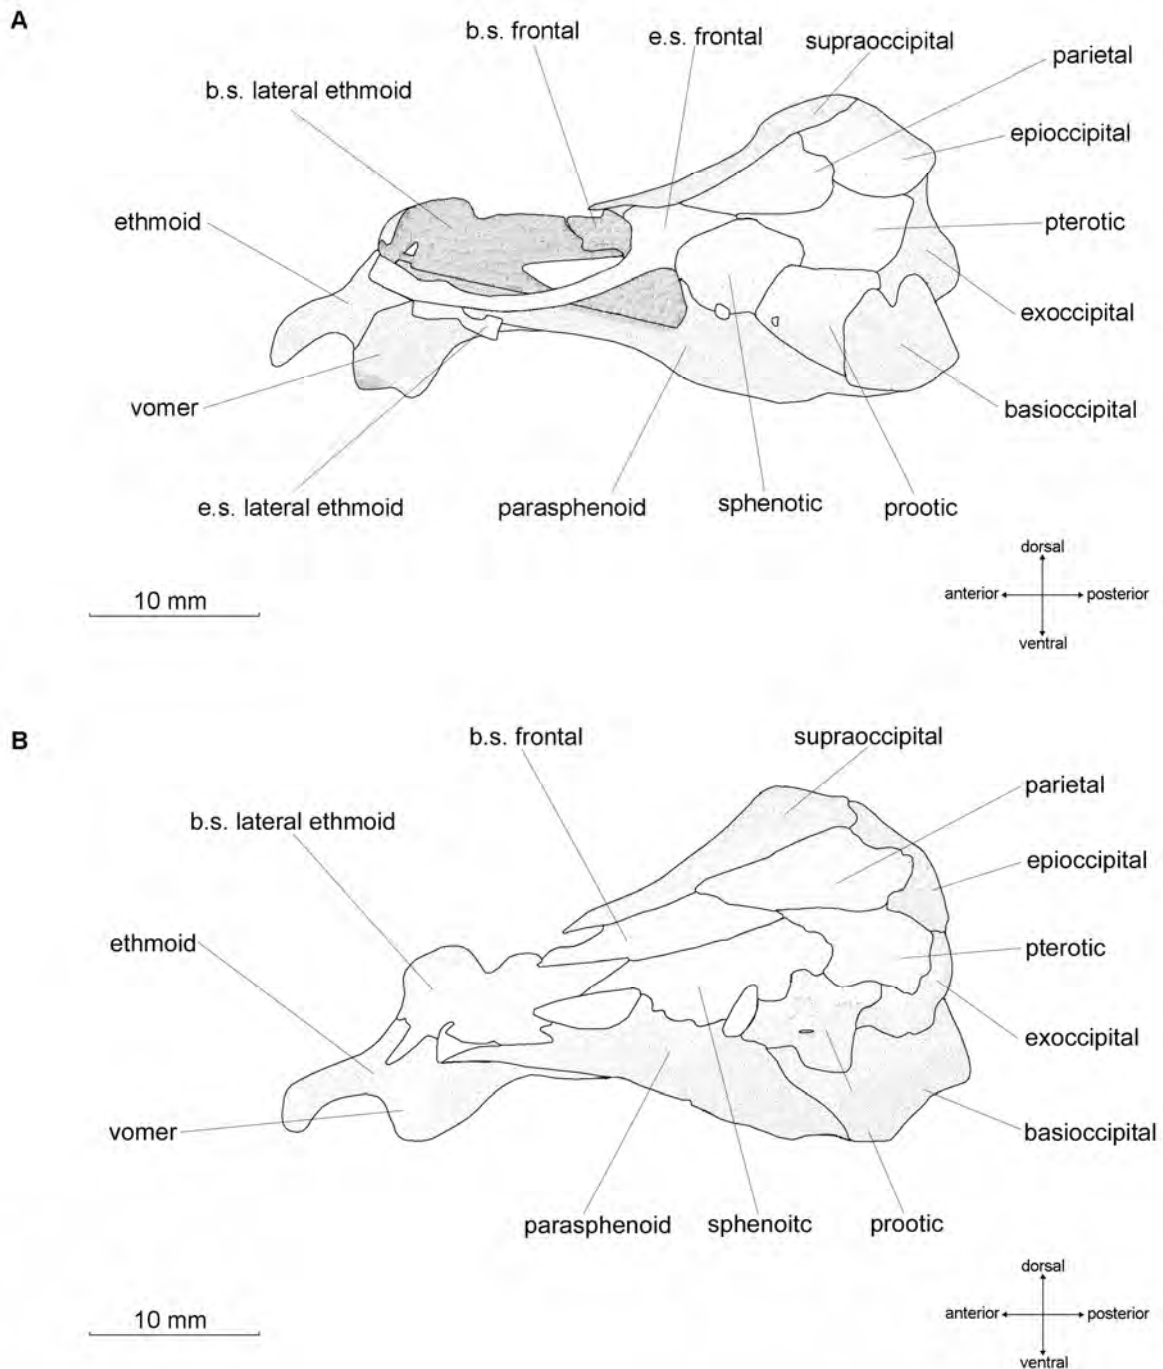 A
b.s. frontal
e.s. frontal
supraoccipital
parietal
b.s. lateral ethmoid
epioccipital
ethmoid
pterotic
exoccipital
vomer
basioccipital
e.s. lateral ethmoid
parasphenoid
sphenotic
prootic
dorsal
anterior
posterior
ventral
10 mm
B
b.s. frontal
supraoccipital
parietal
b.s. lateral ethmoid
epioccipital
ethmoid
pterotic
exoccipital
vomer
basioccipital
parasphenoid
sphenoitc
prootic
dorsal
anterior
posterior
ventral
10 mm